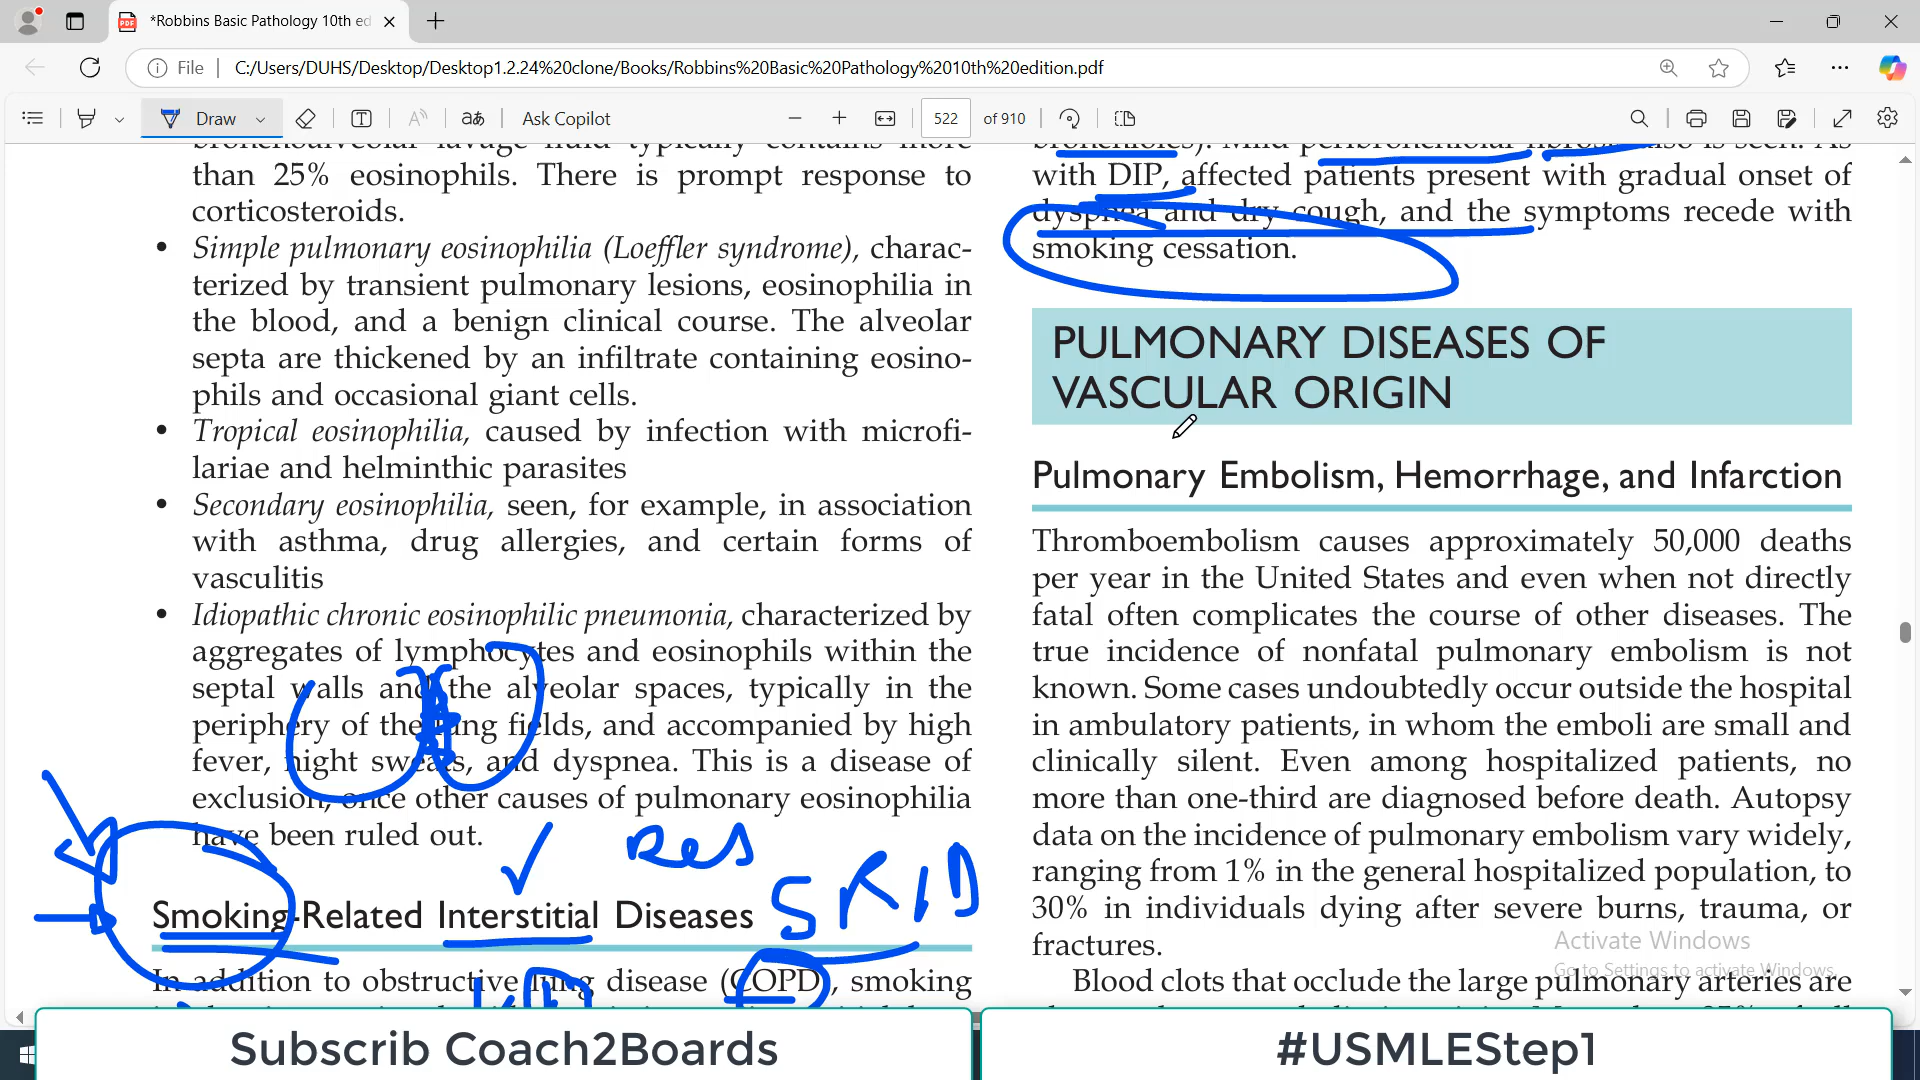 *Robbins Basic Pathology 10th ed
File
C:/Users/DUHS/Desktop/Desktop1.2.24%20clone/Books/Robbins%20Basic%20Pathology%2010th%20edition.pdf
Draw
aあ
Ask Copilot
522
of 910
than 25% eosinophils. There is prompt response to
corticosteroids.
• Simple pulmonary eosinophilia (Loeffler syndrome), charac-
terized by transient pulmonary lesions, eosinophilia in
the blood, and a benign clinical course. The alveolar
septa are thickened by an infiltrate containing eosino-
phils and occasional giant cells.
• Tropical eosinophilia, caused by infection with microfi-
lariae and helminthic parasites
• Secondary eosinophilia, seen, for example, in association
with asthma, drug allergies, and certain forms of
vasculitis
• Idiopathic chronic eosinophilic pneumonia, characterized by
aggregates of lymphocytes and eosinophils within the
septal walls and the alveolar spaces, typically in the
periphery of the lung fields, and accompanied by high
fever, night sweats, and dyspnea. This is a disease of
exclusion, once other causes of pulmonary eosinophilia
have been ruled out.
Res
SRID
Smoking-Related Interstitial Diseases
In addition to obstructive lung disease (COPD), smoking
with DIP, affected patients present with gradual onset of
dyspnea and dry cough, and the symptoms recede with
smoking cessation.
PULMONARY DISEASES OF
VASCULAR ORIGIN
Pulmonary Embolism, Hemorrhage, and Infarction
Thromboembolism causes approximately 50,000 deaths
per year in the United States and even when not directly
fatal often complicates the course of other diseases. The
true incidence of nonfatal pulmonary embolism is not
known. Some cases undoubtedly occur outside the hospital
in ambulatory patients, in whom the emboli are small and
clinically silent. Even among hospitalized patients, no
more than one-third are diagnosed before death. Autopsy
data on the incidence of pulmonary embolism vary widely,
ranging from 1% in the general hospitalized population, to
30% in individuals dying after severe burns, trauma, or
fractures.
Blood clots that occlude the large pulmonary arteries are
Activate Windows
Go to Settings to activate Windows.
Subscrib Coach2Boards
#USMLEStep1